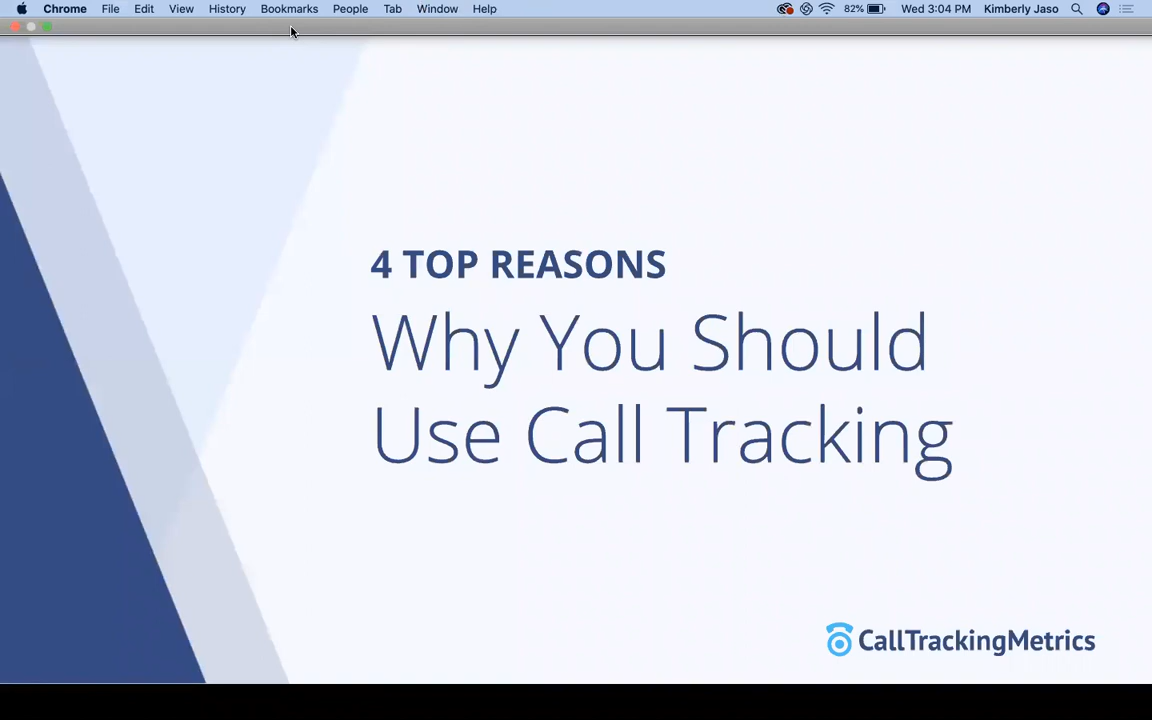 Chrome File Edit View History Bookmarks People Tab Window Help 82% Wed 3:04 PM Kimberly Jaso
4 TOP REASONS
Why You Should
Use Call Tracking
CallTrackingMetrics